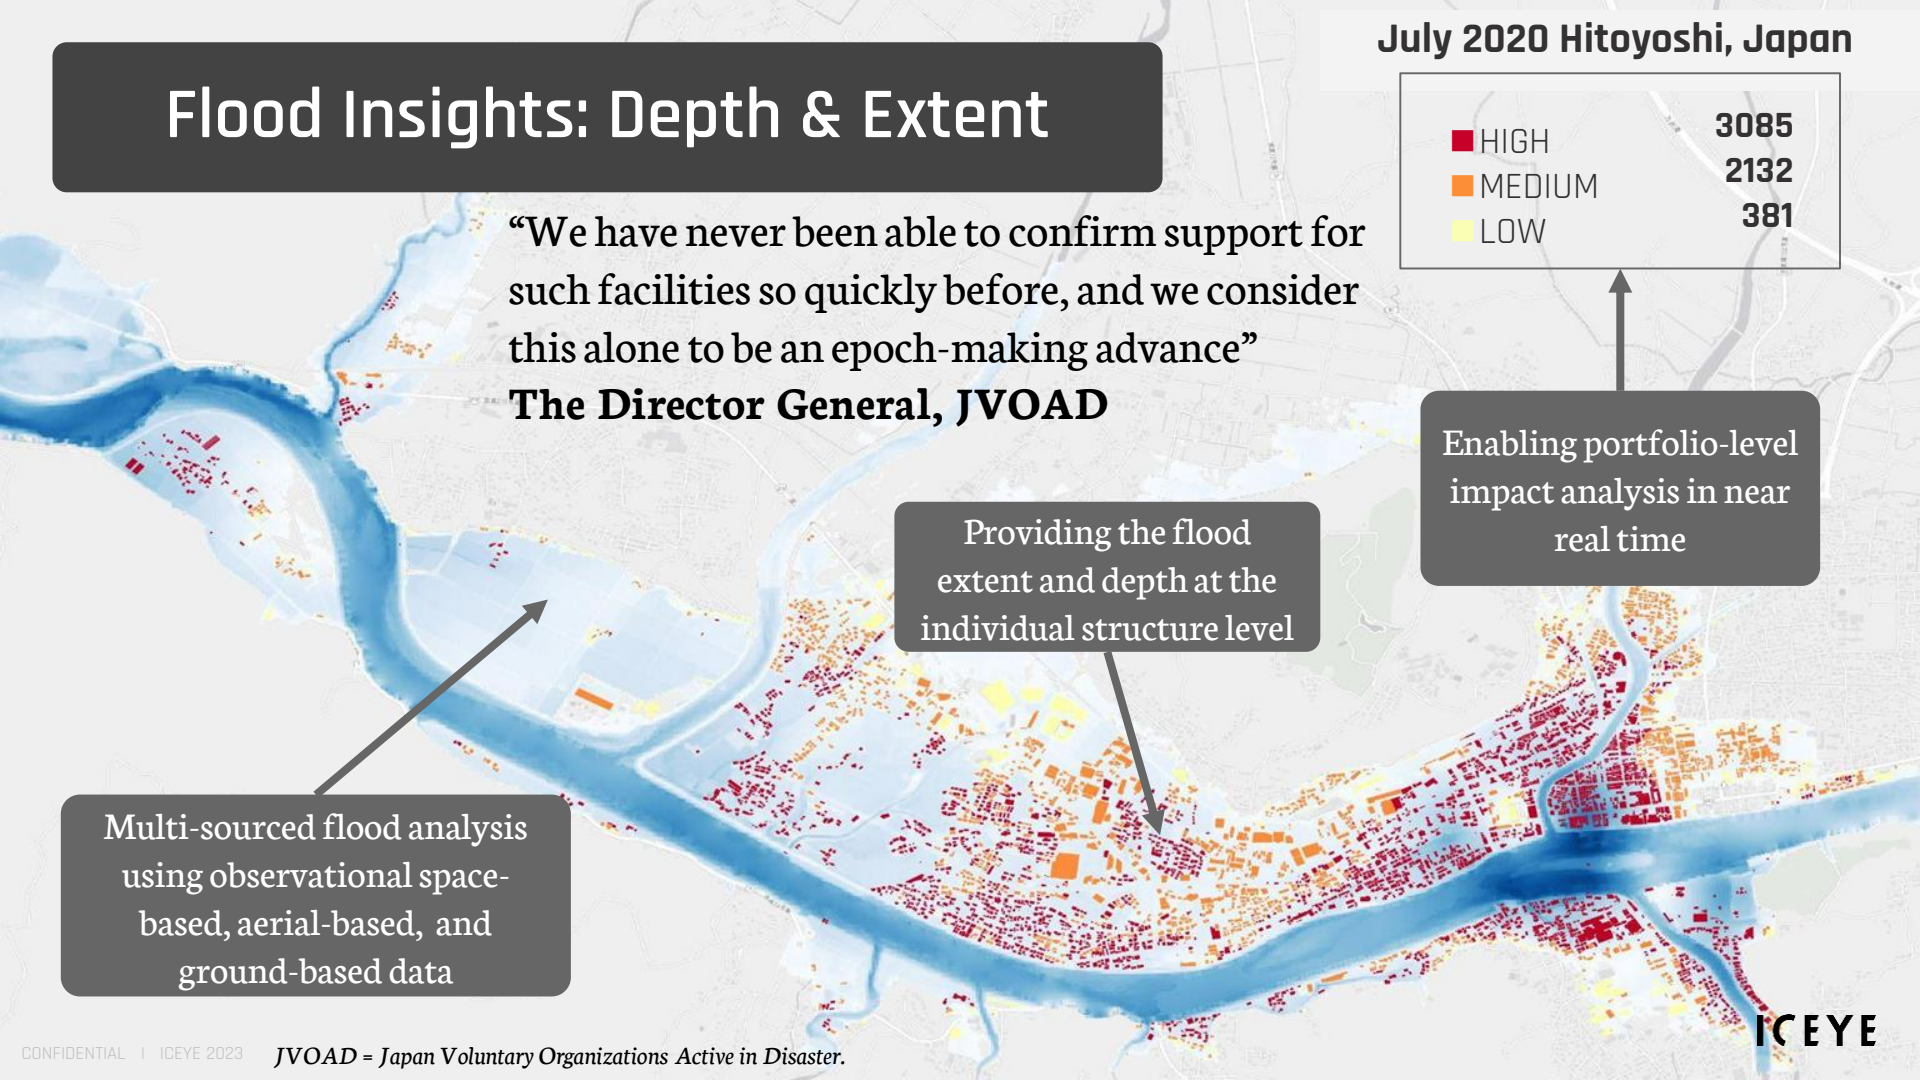 July 2020 Hitoyoshi, Japan
Flood Insights: Depth & Extent
HIGH 3085
MEDIUM 2132
LOW 381
“We have never been able to confirm support for
such facilities so quickly before, and we consider
this alone to be an epoch-making advance”
The Director General, JVOAD
Enabling portfolio-level
impact analysis in near
real time
Providing the flood
extent and depth at the
individual structure level
Multi-sourced flood analysis
using observational space-
based, aerial-based, and
ground-based data
ICEYE
CONFIDENTIAL | ICEYE 2023
JVOAD = Japan Voluntary Organizations Active in Disaster.